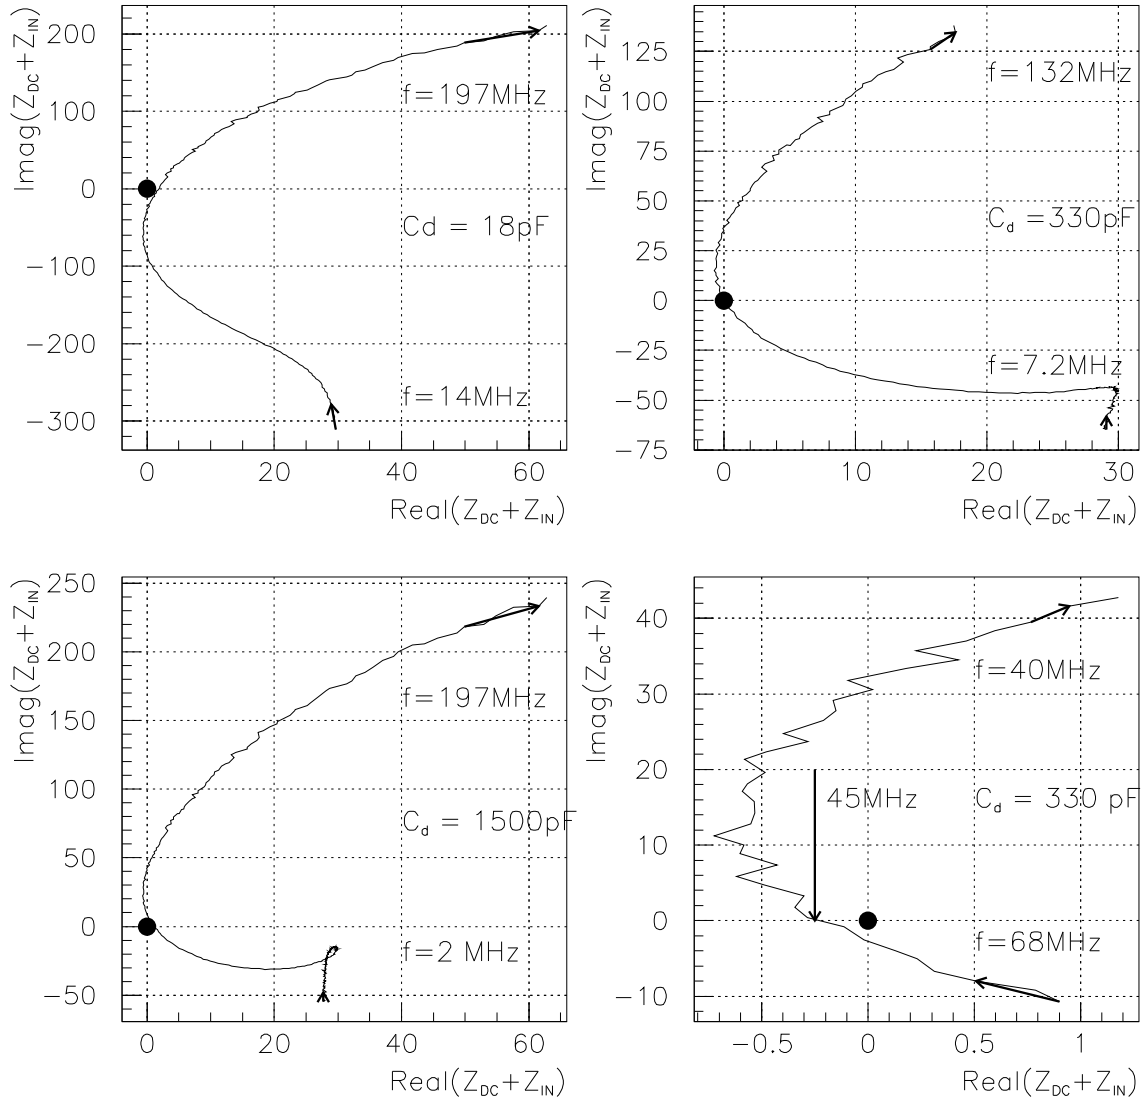 Imag(Z_DC+Z_IN)
200
100
0
−100
−200
−300
f=197MHz
Cd = 18pF
f=14MHz
0 20 40 60
Real(Z_DC+Z_IN)
Imag(Z_DC+Z_IN)
125
100
75
50
25
0
−25
−50
−75
f=132MHz
C_d =330pF
f=7.2MHz
0 10 20 30
Real(Z_DC+Z_IN)
Imag(Z_DC+Z_IN)
250
200
150
100
50
0
−50
f=197MHz
C_d = 1500pF
f=2 MHz
0 20 40 60
Real(Z_DC+Z_IN)
Imag(Z_DC+Z_IN)
40
30
20
10
0
−10
f=40MHz
45MHz
C_d = 330 pF
f=68MHz
−0.5 0 0.5 1
Real(Z_DC+Z_IN)